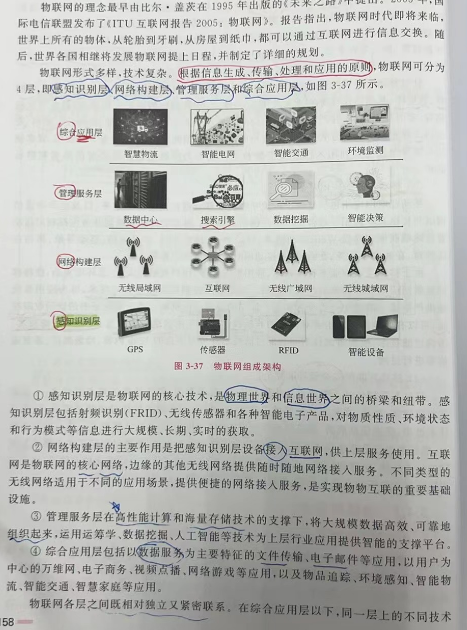 物联网的理念最早由比尔·盖茨在 1995 年出版的《未来之路》中提出。2005 年,国
际电信联盟发布了《ITU 互联网报告 2005：物联网》。报告指出,物联网时代即将来临,
世界上所有的物体,从轮胎到牙刷,从房屋到纸巾,都可以通过互联网进行信息交换。随
后,世界各国相继将发展物联网提上日程,并制定了详细的规划。
物联网形式多样,技术复杂。根据信息生成、传输、处理和应用的原则,物联网可分为
4 层,即感知识别层、网络构建层、管理服务层和综合应用层,如图 3-37 所示。
综合应用层
智慧物流 智能电网 智能交通 环境监测
管理服务层
数据中心 搜索引擎 数据挖掘 智能决策
网络构建层
无线局域网 互联网 无线广域网 无线城域网
感知识别层
GPS 传感器 RFID 智能设备
图 3-37 物联网组成架构
① 感知识别层是物联网的核心技术,是物理世界和信息世界之间的桥梁和纽带。感
知识别层包括射频识别(FRID)、无线传感器和各种智能电子产品,对物质性质、环境状态
和行为模式等信息进行大规模、长期、实时的获取。
② 网络构建层的主要作用是把感知识别层设备接入互联网,供上层服务使用。互联
网是物联网的核心网络,边缘的其他无线网络提供随时随地网络接入服务。不同类型的
无线网络适用于不同的应用场景,提供便捷的网络接入服务,是实现物物互联的重要基础
设施。
③ 管理服务层在高性能计算和海量存储技术的支撑下,将大规模数据高效、可靠地
组织起来,运用运筹学、数据挖掘、人工智能等技术为上层行业应用提供智能的支撑平台。
④ 综合应用层包括以数据服务为主要特征的文件传输、电子邮件等应用,以用户为
中心的万维网、电子商务、视频点播、网络游戏等应用,以及物品追踪、环境感知、智能物
流、智能交通、智慧家庭等应用。
物联网各层之间既相对独立又紧密联系。在综合应用层以下,同一层上的不同技术
158